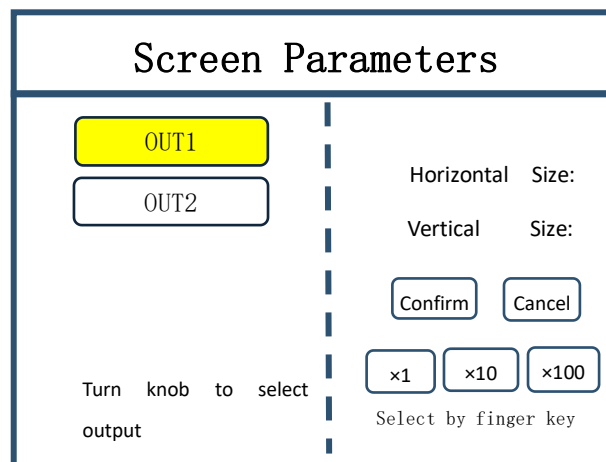 Screen Parameters
OUT1
OUT2
Turn knob to select
output
Horizontal Size:
Vertical Size:
Confirm Cancel
×1 ×10 ×100
Select by finger key